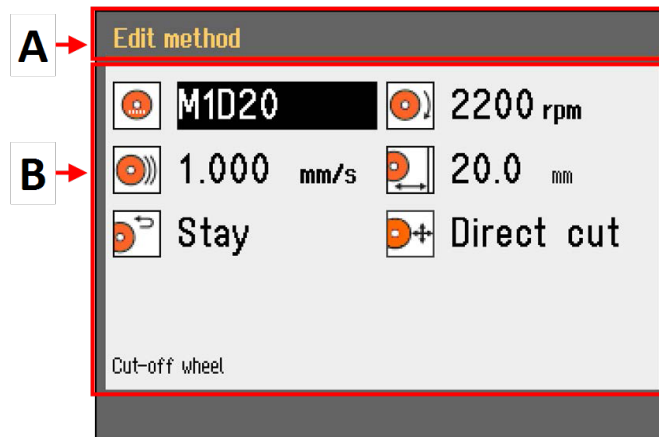 A
Edit method
B
M1D20
2200 rpm
1.000 mm/s
20.0 mm
Stay
Direct cut
Cut-off wheel